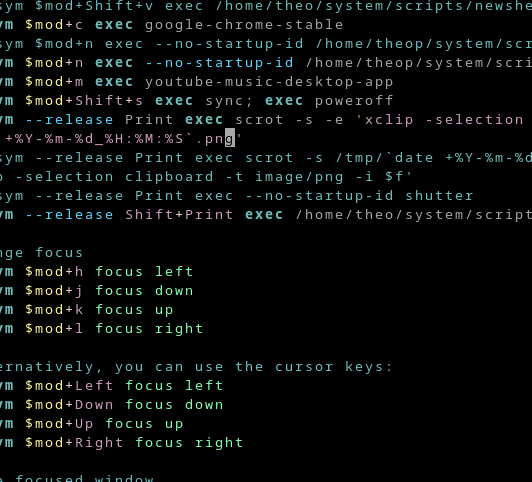 sym $mod+Shift+v exec /home/theo/system/scripts/newshe
ym $mod+c exec google-chrome-stable
sym $mod+n exec --no-startup-id /home/theop/system/scr
ym $mod+n exec --no-startup-id /home/theop/system/scri
ym $mod+m exec youtube-music-desktop-app
ym $mod+Shift+s exec sync; exec poweroff
ym --release Print exec scrot -s -e 'xclip -selection
+%Y-%m-%d_%H:%M:%S`.png'
sym --release Print exec scrot -s /tmp/`date +%Y-%m-%d
o -selection clipboard -t image/png -i $f'
sym --release Print exec --no-startup-id shutter
ym --release Shift+Print exec /home/theo/system/script
nge focus
ym $mod+h focus left
ym $mod+j focus down
ym $mod+k focus up
ym $mod+l focus right
ernatively, you can use the cursor keys:
ym $mod+Left focus left
ym $mod+Down focus down
ym $mod+Up focus up
ym $mod+Right focus right
e focused window